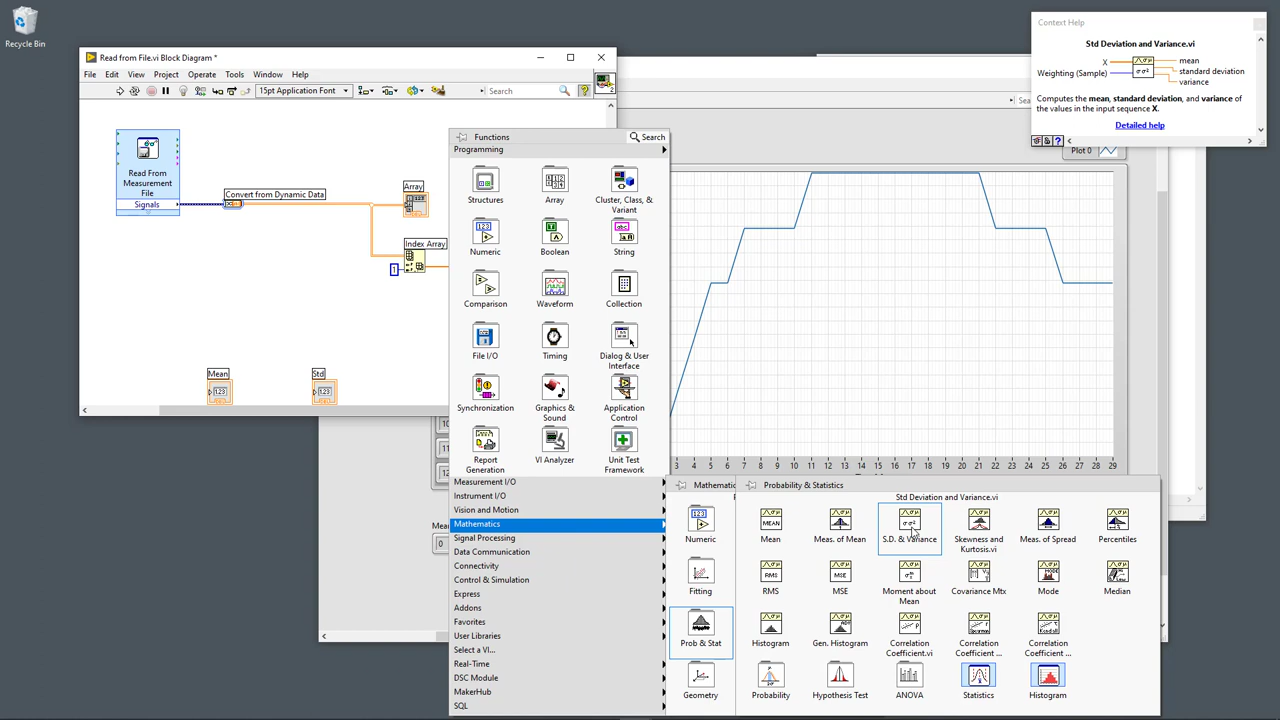 Recycle Bin
Read from File.vi Block Diagram *
File Edit View Project Operate Tools Window Help
15pt Application Font
Search
Read From
Measurement
File
Signals
Convert from Dynamic Data
Array
Index Array
1
Mean
123
Std
123
Functions
Search
Programming
Structures
Array
Cluster, Class, &
Variant
Numeric
Boolean
String
Comparison
Waveform
Collection
File I/O
Timing
Dialog & User
Interface
Synchronization
Graphics &
Sound
Application
Control
Report
Generation
VI Analyzer
Unit Test
Framework
Measurement I/O
Instrument I/O
Vision and Motion
Mathematics
Signal Processing
Data Communication
Connectivity
Control & Simulation
Express
Addons
Favorites
User Libraries
Select a VI...
Real-Time
DSC Module
MakerHub
SQL
Context Help
Std Deviation and Variance.vi
X
Weighting (Sample)
mean
standard deviation
variance
Computes the mean, standard deviation, and variance of
the values in the input sequence X.
Detailed help
Sea
Plot 0
3 4 5 6 7 8 9 10 11 12 13 14 15 16 17 18 19 20 21 22 23 24 25 26 27 28 29
10
11
12
Mean
0
Mathematic
Numeric
Fitting
Prob & Stat
Geometry
Probability & Statistics
Std Deviation and Variance.vi
Mean
Meas. of Mean
S.D. & Variance
Skewness and
Kurtosis.vi
Meas. of Spread
Percentiles
RMS
MSE
Moment about
Mean
Covariance Mtx
Mode
Median
Histogram
Gen. Histogram
Correlation
Coefficient.vi
Correlation
Coefficient ...
Correlation
Coefficient ...
Probability
Hypothesis Test
ANOVA
Statistics
Histogram